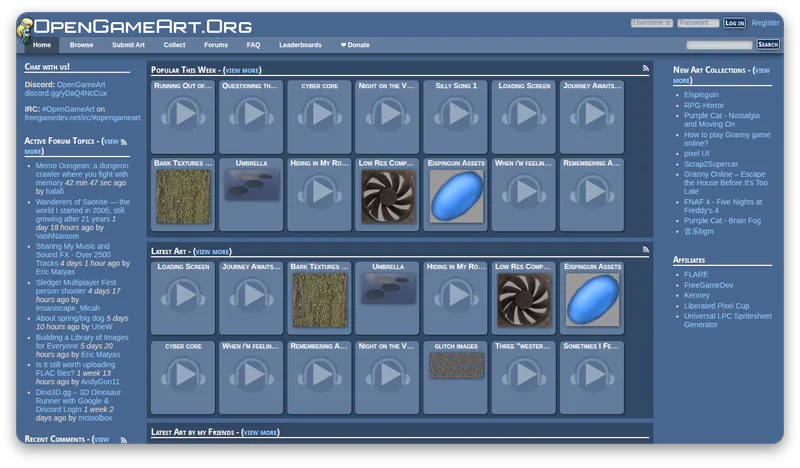 OpenGameArt.Org
Username or
Password
Log in
Register
Home
Browse
Submit Art
Collect
Forums
FAQ
Leaderboards
❤ Donate
Search
Chat with us!
Discord: OpenGameArt
discord.gg/yDaQ4NcCux
IRC: #OpenGameArt on
freegamedev.net/irc/#opengameart
Active Forum Topics - (view
more)
Memo Dungeon: a dungeon
crawler where you fight with
memory 42 min 47 sec ago
by halafi
Wanderers of Saorise — the
world I started in 2005, still
growing after 21 years 1
day 18 hours ago by
VashNaroom
Sharing My Music and
Sound FX - Over 2500
Tracks 4 days 1 hour ago by
Eric Matyas
Sledge! Multiplayer First
person shooter 4 days 17
hours ago by
Insaniscape_Micah
About spring/big dog 5 days
10 hours ago by UneW
Building a Library of Images
for Everyone 5 days 20
hours ago by Eric Matyas
Is it still worth uploading
FLAC files? 1 week 13
hours ago by AndyGun11
Dino3D.gg – 3D Dinosaur
Runner with Google &
Discord Login 1 week 2
days ago by mctoolbox
Recent Comments - (view
Popular This Week - (view more)
Running Out of...
Questioning th...
cyber core
Night on the V...
Silly Song 1
Loading Screen
Journey Awaits...
Bark Textures ...
Umbrella
Hiding in My Ro...
Low Res Comp...
Eispinguin Assets
When i'm feelin...
Remembering A...
Latest Art - (view more)
Loading Screen
Journey Awaits...
Bark Textures ...
Umbrella
Hiding in My Ro...
Low Res Comp...
Eispinguin Assets
cyber core
When i'm feelin...
Remembering A...
Night on the V...
glitch images
Three "wester...
Sometimes I Fe...
Latest Art by my Friends - (view more)
New Art Collections - (view
more)
Eispinguin
RPG-Horror
Purrple Cat - Nostalgia
and Moving On
How to play Granny game
online?
pixel UI
Scrap2Supercar
Granny Online – Escape
the House Before It's Too
Late
FNAF 4 - Five Nights at
Freddy's 4
Purrple Cat - Brain Fog
音乐bgm
Affiliates
FLARE
FreeGameDev
Kenney
Liberated Pixel Cup
Universal LPC Spritesheet
Generator